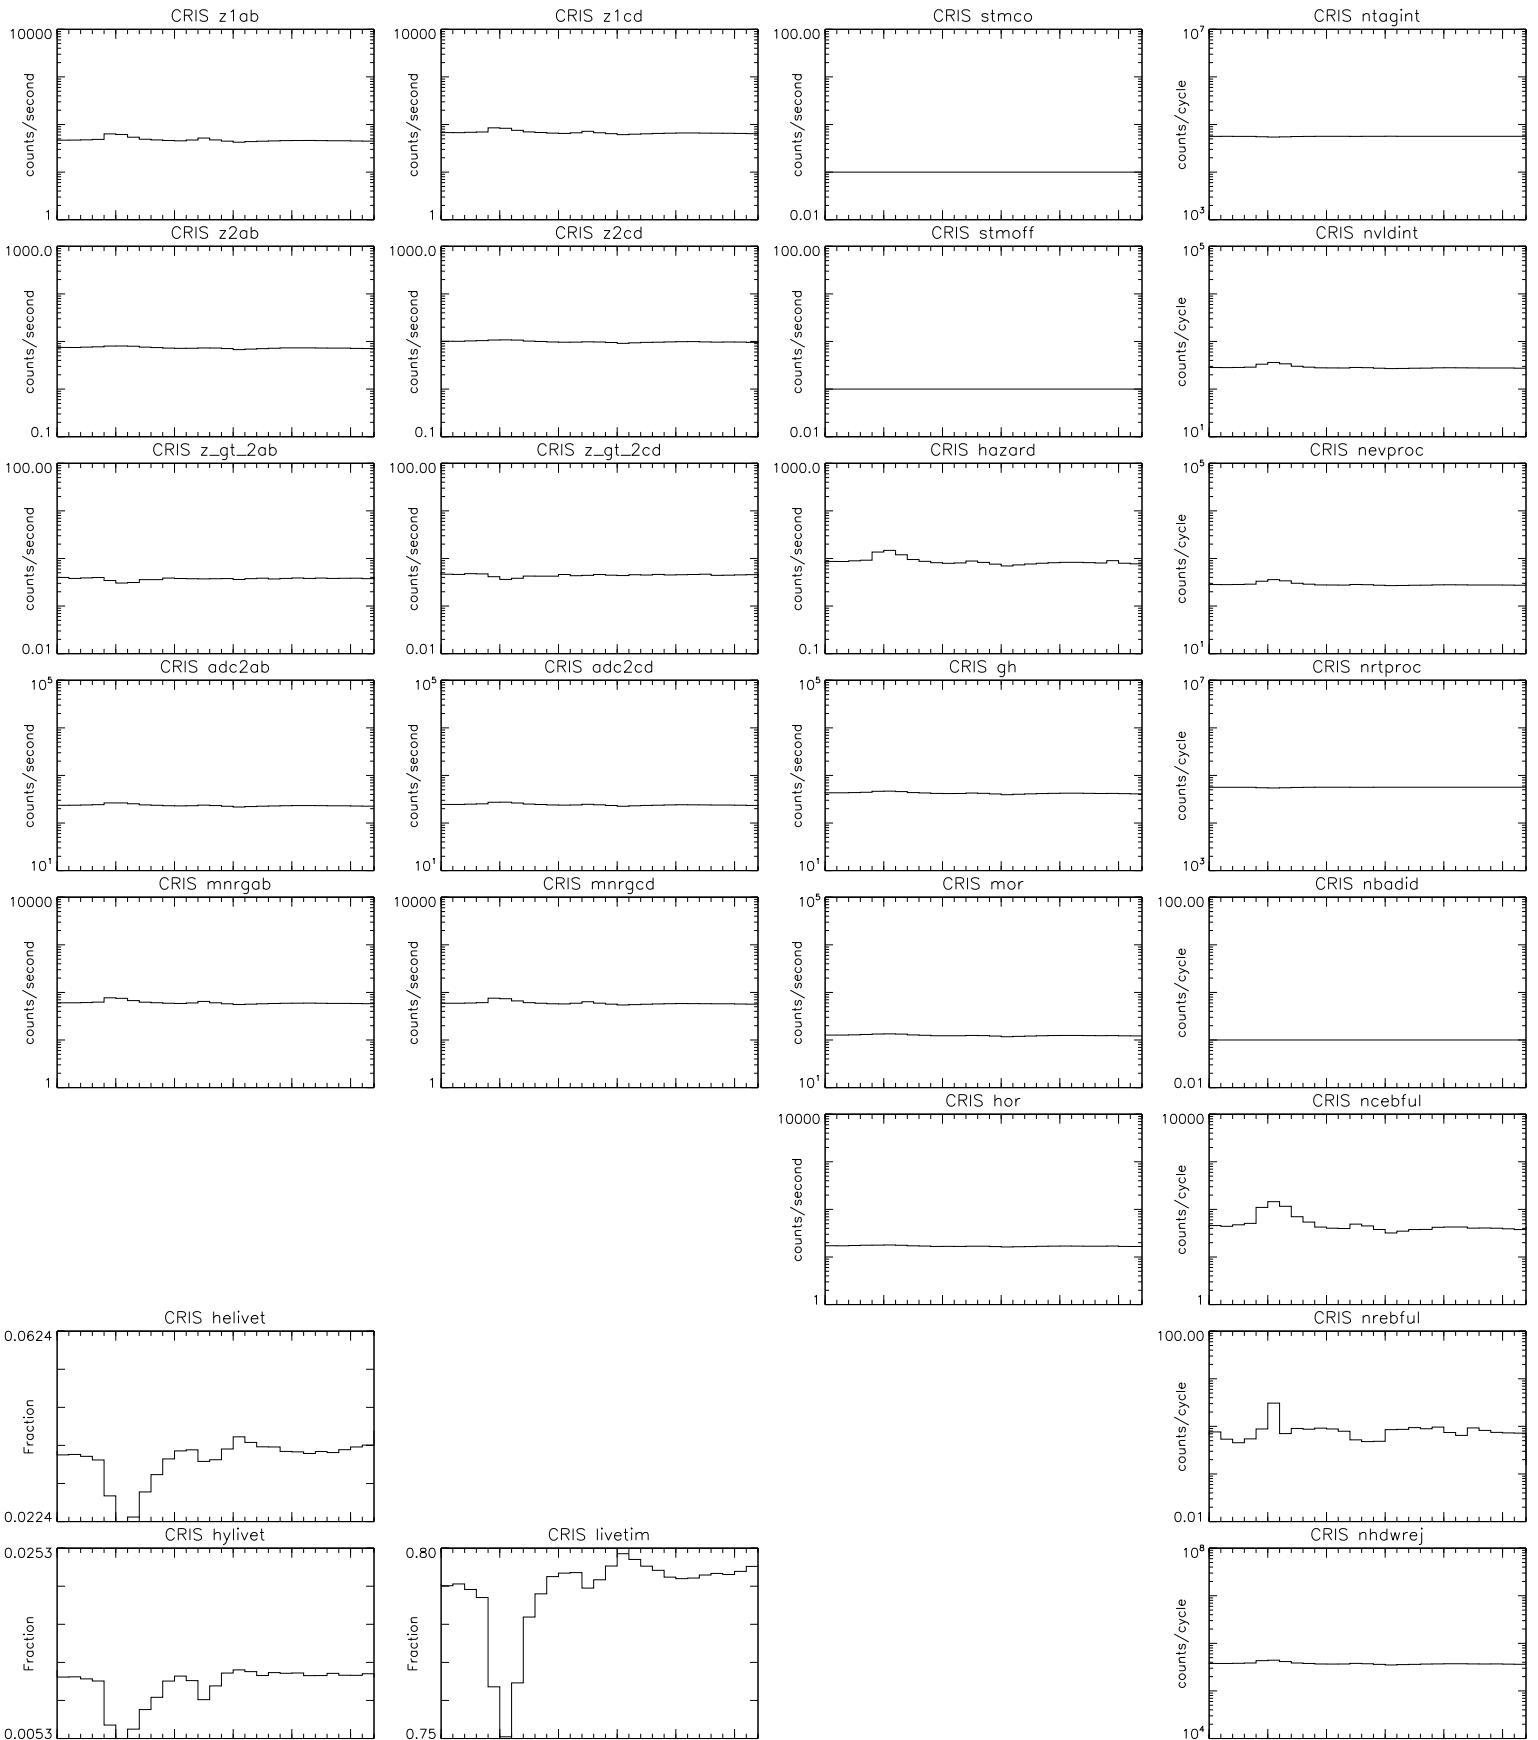 CRIS z1ab
10000
counts/second
1
CRIS z1cd
10000
counts/second
1
CRIS stmco
100.00
counts/second
0.01
CRIS ntagint
10^7
counts/cycle
10^3
CRIS z2ab
1000.0
counts/second
0.1
CRIS z2cd
1000.0
counts/second
0.1
CRIS stmoff
100.00
counts/second
0.01
CRIS nvldint
10^5
counts/cycle
10^1
CRIS z_gt_2ab
100.00
counts/second
0.01
CRIS z_gt_2cd
100.00
counts/second
0.01
CRIS hazard
1000.0
counts/second
0.1
CRIS nevproc
10^5
counts/cycle
10^1
CRIS adc2ab
10^5
counts/second
10^1
CRIS adc2cd
10^5
counts/second
10^1
CRIS gh
10^5
counts/second
10^1
CRIS nrtproc
10^7
counts/cycle
10^3
CRIS mnrgab
10000
counts/second
1
CRIS mnrgcd
10000
counts/second
1
CRIS mor
10^5
counts/second
10^1
CRIS nbadid
100.00
counts/cycle
0.01
CRIS hor
10000
counts/second
1
CRIS ncebful
10000
counts/cycle
1
CRIS helivet
0.0624
Fraction
0.0224
CRIS nrebful
100.00
counts/cycle
0.01
CRIS hylivet
0.0253
Fraction
0.0053
CRIS livetim
0.80
Fraction
0.75
CRIS nhdwrej
10^8
counts/cycle
10^4